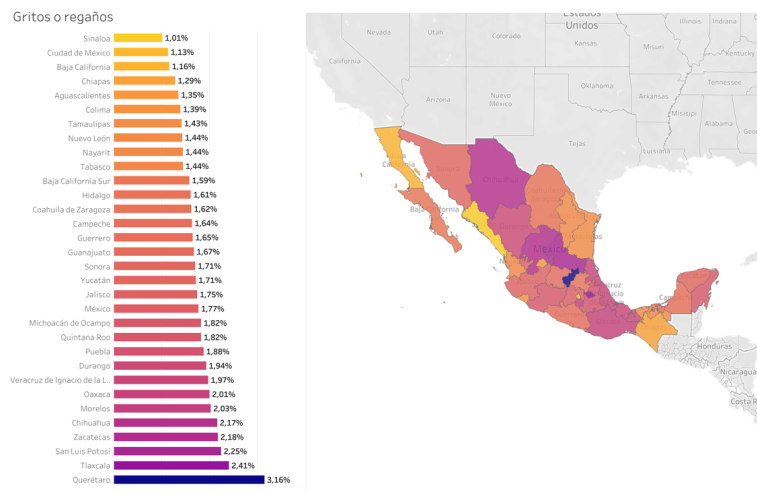 Gritos o regaños
Sinaloa 1,01%
Ciudad de México 1,13%
Baja California 1,16%
Chiapas 1,29%
Aguascalientes 1,35%
Colima 1,39%
Tamaulipas 1,43%
Nuevo León 1,44%
Nayarit 1,44%
Tabasco 1,44%
Baja California Sur 1,59%
Hidalgo 1,61%
Coahuila de Zaragoza 1,62%
Campeche 1,64%
Guerrero 1,65%
Guanajuato 1,67%
Sonora 1,71%
Yucatán 1,71%
Jalisco 1,75%
México 1,77%
Michoacán de Ocampo 1,82%
Quintana Roo 1,82%
Puebla 1,88%
Durango 1,94%
Veracruz de Ignacio de la L.. 1,97%
Oaxaca 2,01%
Morelos 2,03%
Chihuahua 2,17%
Zacatecas 2,18%
San Luis Potosí 2,25%
Tlaxcala 2,41%
Querétaro 3,16%
Estados
Unidos
Illinois
Indiana
Nevada
Utah
Colorado
Kansas
Misuri
Kentucky
California
Oklahoma
Tennessee
Arizona
Nuevo
México
Arkansas
Misisipi
Alabama
Texas
Luisiana
California
México
Honduras
Nicaragua
Costa R